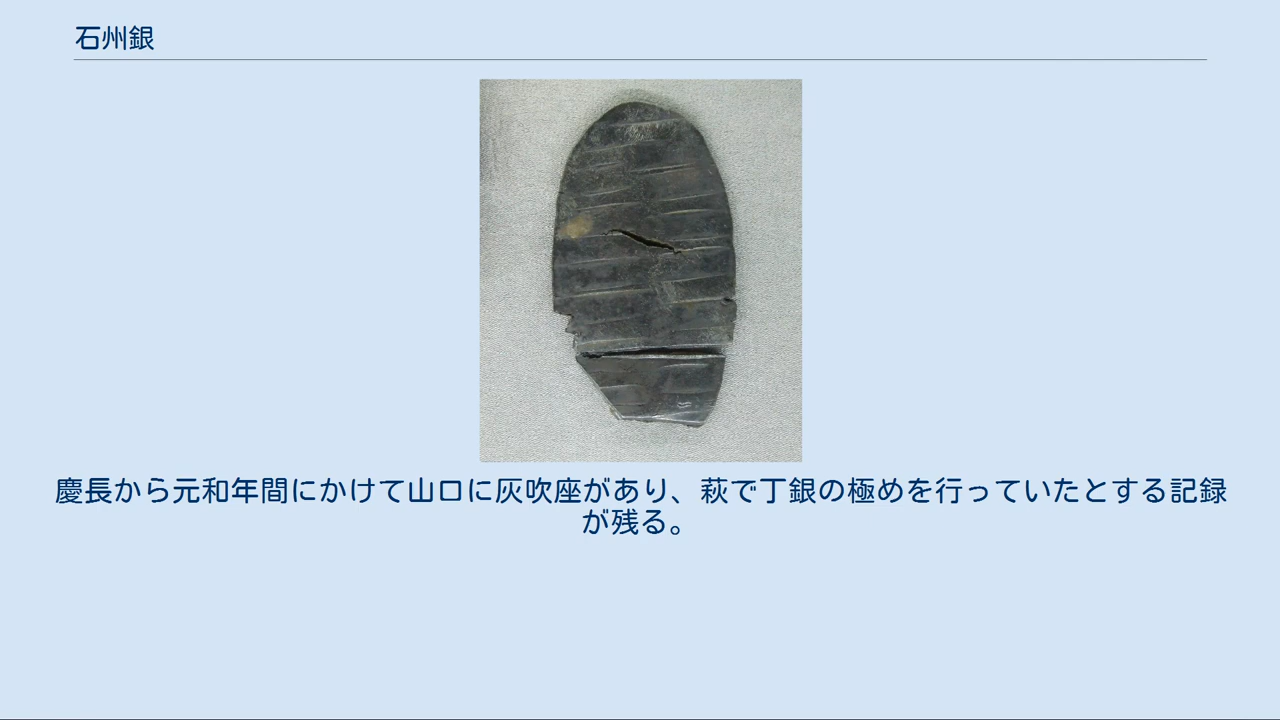 石州銀
慶長から元和年間にかけて山口に灰吹座があり、萩で丁銀の極めを行っていたとする記録
が残る。